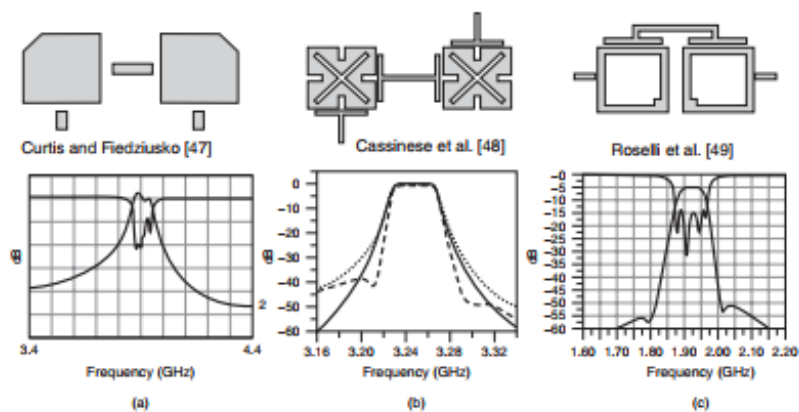 Curtis and Fiedziusko [47]
Cassinese et al. [48]
Roselli et al. [49]
dB
2
3.4
4.4
Frequency (GHz)
(a)
0
−10
−20
−30
−40
−50
−60
dB
3.16
3.20
3.24
3.28
3.32
Frequency (GHz)
(b)
−0
−5
−10
−15
−20
−25
−30
−35
−40
−45
−50
−55
−60
dB
1.60
1.70
1.80
1.90
2.00
2.10
2.20
Frequency (GHz)
(c)